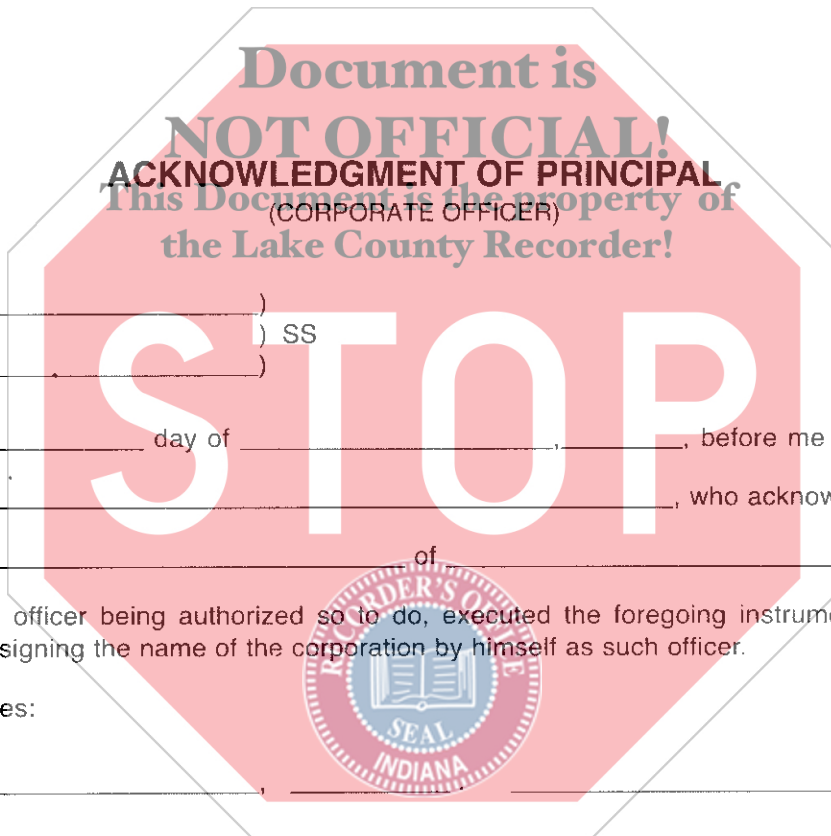 Document is
NOT OFFICIAL!
ACKNOWLEDGMENT OF PRINCIPAL
This Document is the property of
(CORPORATE OFFICER)
the Lake County Recorder!
)
) SS
)
STOP
day of , , before me
, who acknow
of
officer being authorized so to do, executed the foregoing instrume
signing the name of the corporation by himself as such officer.
es:
, ,
RECORDER'S OFFICE
SEAL
INDIANA